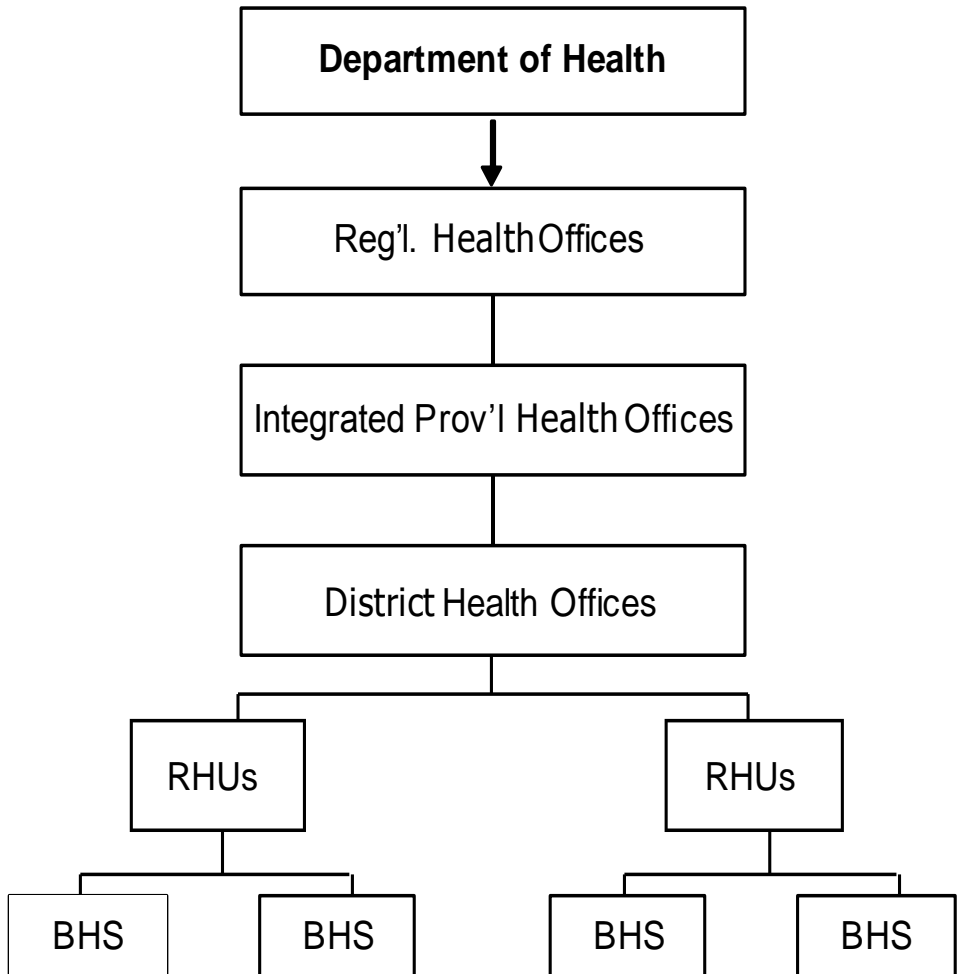 Department of Health
Reg'l. Health Offices
Integrated Prov'l Health Offices
District Health Offices
RHUs RHUs
BHS BHS BHS BHS